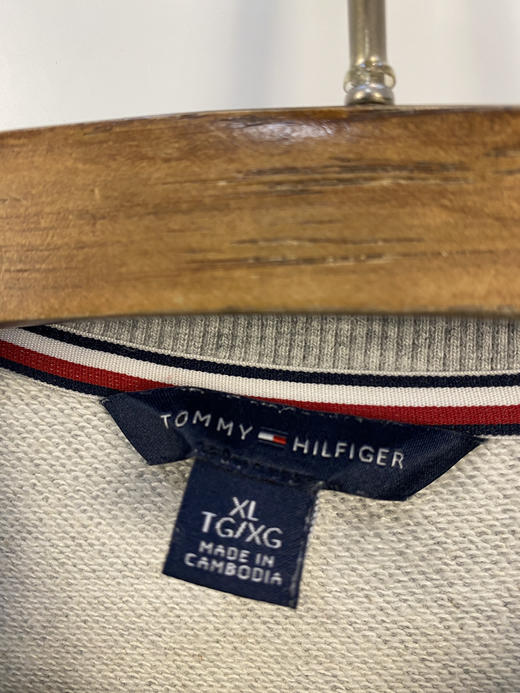 TOMMY HILFIGER
XL
TG/XG
MADE IN
CAMBODIA